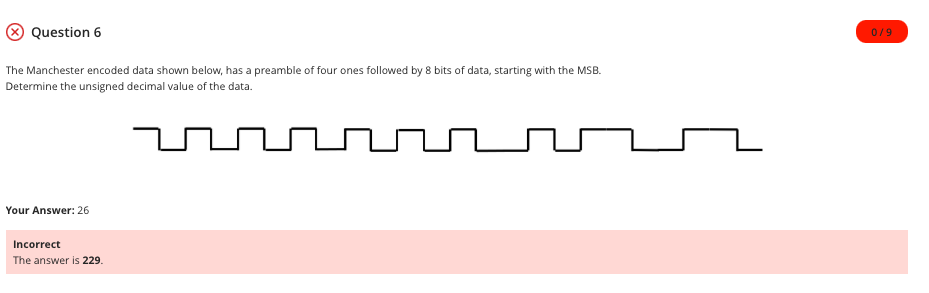 Question 6
0 / 9
The Manchester encoded data shown below, has a preamble of four ones followed by 8 bits of data, starting with the MSB.
Determine the unsigned decimal value of the data.
Your Answer: 26
Incorrect
The answer is 229.